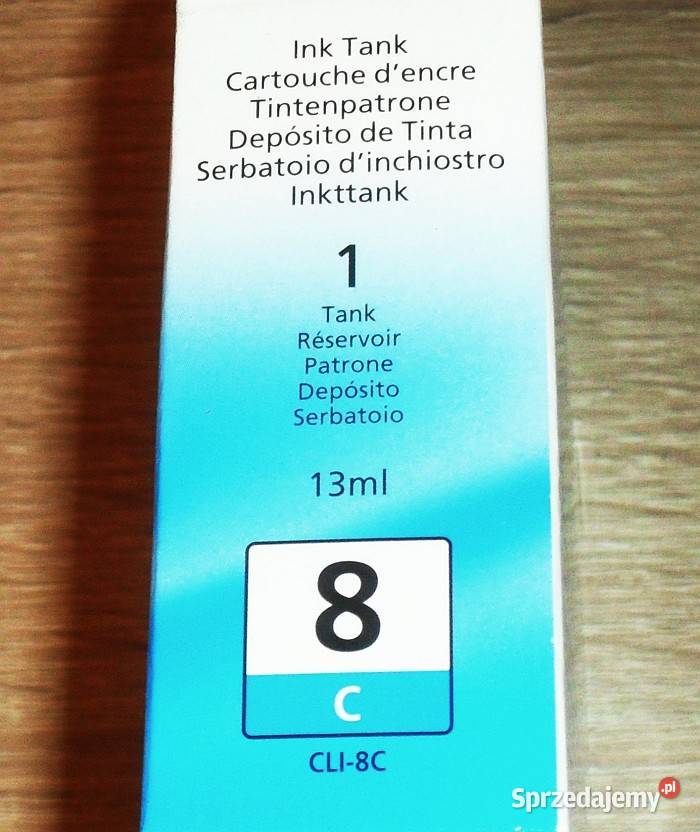 Ink Tank
Cartouche d'encre
Tintenpatrone
Depósito de Tinta
Serbatoio d'inchiostro
Inkttank
1
Tank
Réservoir
Patrone
Depósito
Serbatoio
13ml
8
C
CLI-8C
Sprzedajemy.pl